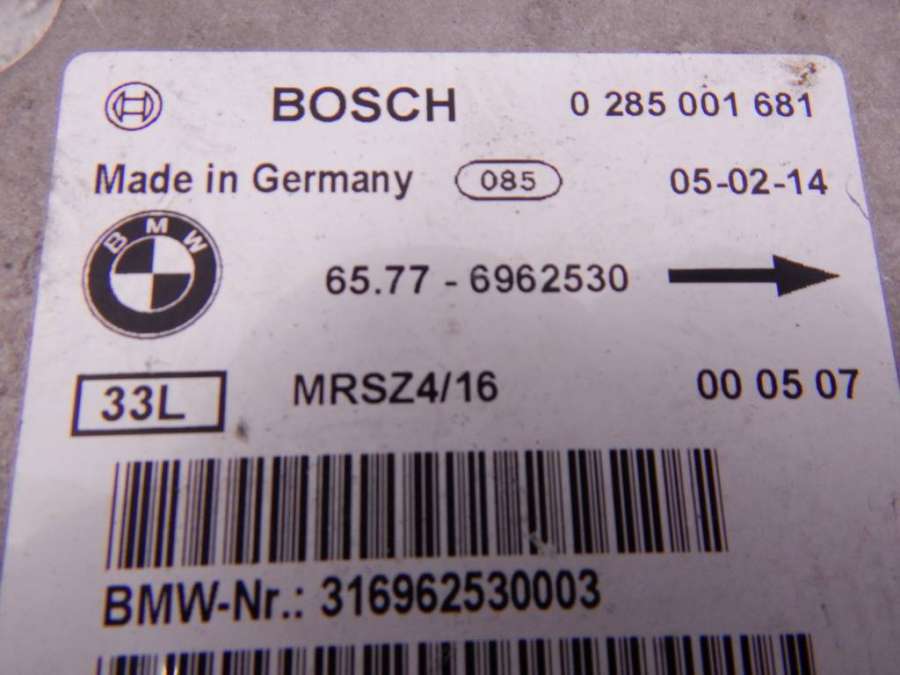 BOSCH 0 285 001 681
Made in Germany 085 05-02-14
BMW
65.77 - 6962530
33L MRSZ4/16 00 05 07
BMW-Nr.: 316962530003